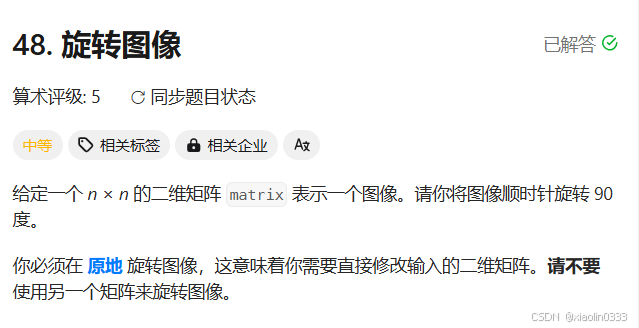 48. 旋转图像
已解答
算术评级: 5 同步题目状态
中等 相关标签 相关企业
给定一个 n × n 的二维矩阵 matrix 表示一个图像。请你将图像顺时针旋转 90
度。
你必须在 原地 旋转图像，这意味着你需要直接修改输入的二维矩阵。请不要
使用另一个矩阵来旋转图像。
CSDN @xiaolin0333